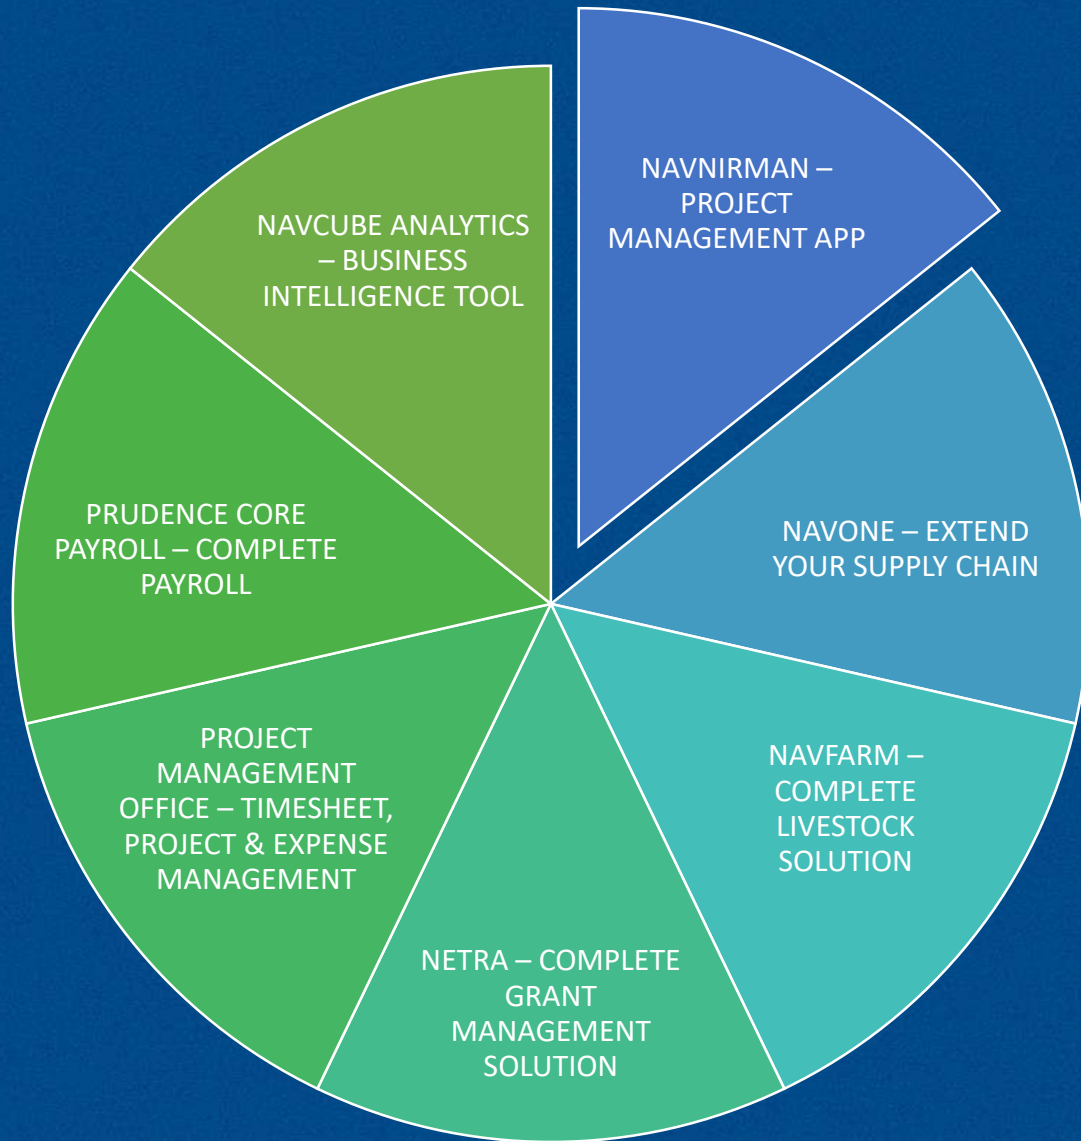 NAVNIRMAN –
PROJECT
MANAGEMENT APP
NAVONE – EXTEND
YOUR SUPPLY CHAIN
NAVFARM –
COMPLETE
LIVESTOCK
SOLUTION
NETRA – COMPLETE
GRANT
MANAGEMENT
SOLUTION
PROJECT
MANAGEMENT
OFFICE – TIMESHEET,
PROJECT & EXPENSE
MANAGEMENT
PRUDENCE CORE
PAYROLL – COMPLETE
PAYROLL
NAVCUBE ANALYTICS
– BUSINESS
INTELLIGENCE TOOL